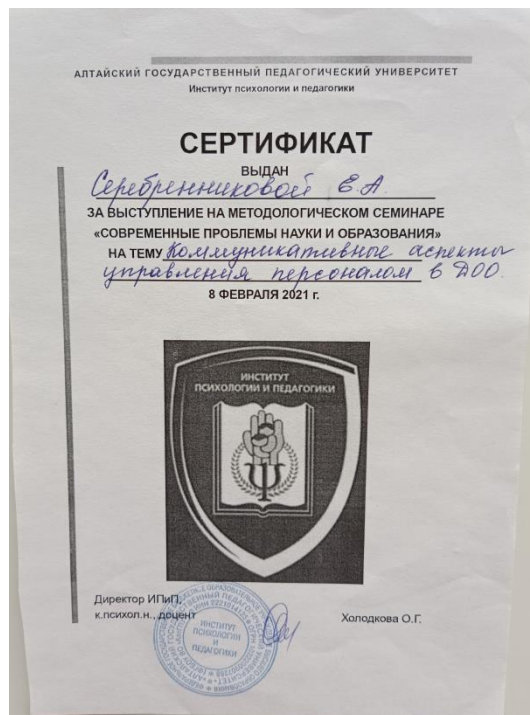 АЛТАЙСКИЙ ГОСУДАРСТВЕННЫЙ ПЕДАГОГИЧЕСКИЙ УНИВЕРСИТЕТ
Институт психологии и педагогики
СЕРТИФИКАТ
ВЫДАН
Серебренниковой Е.А.
ЗА ВЫСТУПЛЕНИЕ НА МЕТОДОЛОГИЧЕСКОМ СЕМИНАРЕ
«СОВРЕМЕННЫЕ ПРОБЛЕМЫ НАУКИ И ОБРАЗОВАНИЯ»
НА ТЕМУ Коммуникативные аспекты
управления персоналом в ДОО.
8 ФЕВРАЛЯ 2021 г.
ИНСТИТУТ
ПСИХОЛОГИИ И ПЕДАГОГИКИ
Ψ
Директор ИПиП,
к.психол.н., доцент
Холодкова О.Г.
ИНСТИТУТ
ПСИХОЛОГИИ
И
ПЕДАГОГИКИ